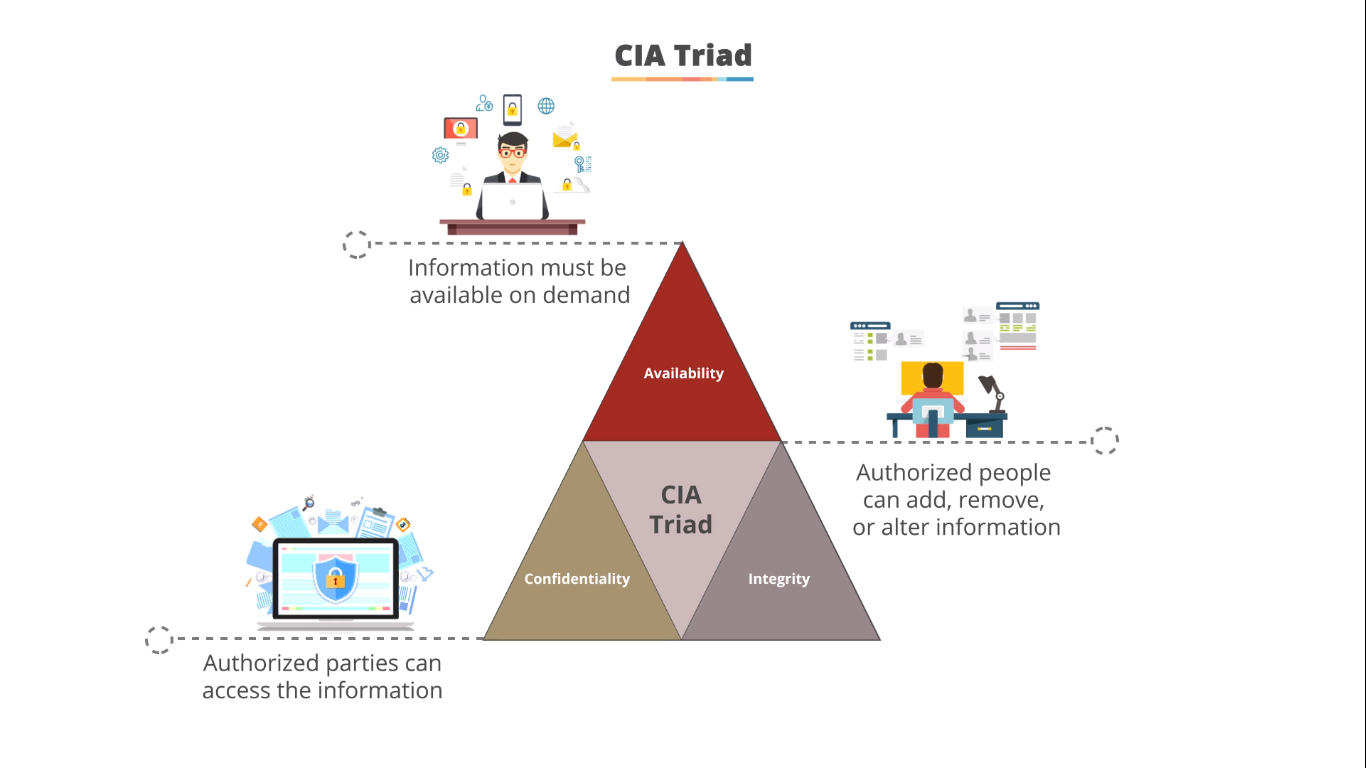 CIA Triad
Information must be
available on demand
Availability
Authorized people
can add, remove,
or alter information
CIA
Triad
Confidentiality
Integrity
Authorized parties can
access the information